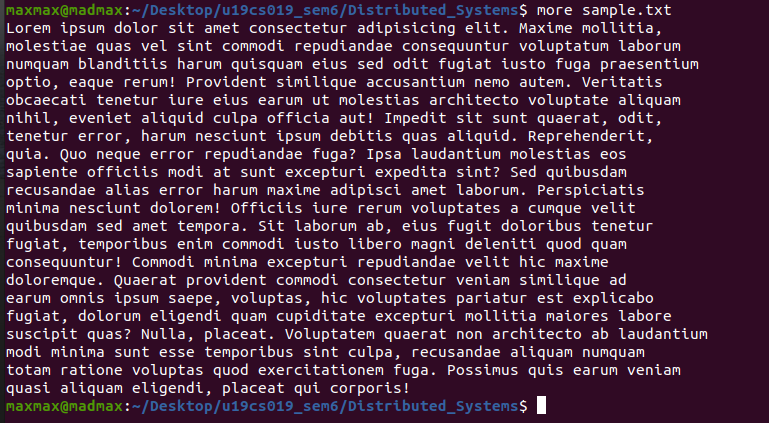 maxmax@madmax:~/Desktop/u19cs019_sem6/Distributed_Systems$ more sample.txt
Lorem ipsum dolor sit amet consectetur adipisicing elit. Maxime mollitia,
molestiae quas vel sint commodi repudiandae consequuntur voluptatum laborum
numquam blanditiis harum quisquam eius sed odit fugiat iusto fuga praesentium
optio, eaque rerum! Provident similique accusantium nemo autem. Veritatis
obcaecati tenetur iure eius earum ut molestias architecto voluptate aliquam
nihil, eveniet aliquid culpa officia aut! Impedit sit sunt quaerat, odit,
tenetur error, harum nesciunt ipsum debitis quas aliquid. Reprehenderit,
quia. Quo neque error repudiandae fuga? Ipsa laudantium molestias eos
sapiente officiis modi at sunt excepturi expedita sint? Sed quibusdam
recusandae alias error harum maxime adipisci amet laborum. Perspiciatis
minima nesciunt dolorem! Officiis iure rerum voluptates a cumque velit
quibusdam sed amet tempora. Sit laborum ab, eius fugit doloribus tenetur
fugiat, temporibus enim commodi iusto libero magni deleniti quod quam
consequuntur! Commodi minima excepturi repudiandae velit hic maxime
doloremque. Quaerat provident commodi consectetur veniam similique ad
earum omnis ipsum saepe, voluptas, hic voluptates pariatur est explicabo
fugiat, dolorum eligendi quam cupiditate excepturi mollitia maiores labore
suscipit quas? Nulla, placeat. Voluptatem quaerat non architecto ab laudantium
modi minima sunt esse temporibus sint culpa, recusandae aliquam numquam
totam ratione voluptas quod exercitationem fuga. Possimus quis earum veniam
quasi aliquam eligendi, placeat qui corporis!
maxmax@madmax:~/Desktop/u19cs019_sem6/Distributed_Systems$